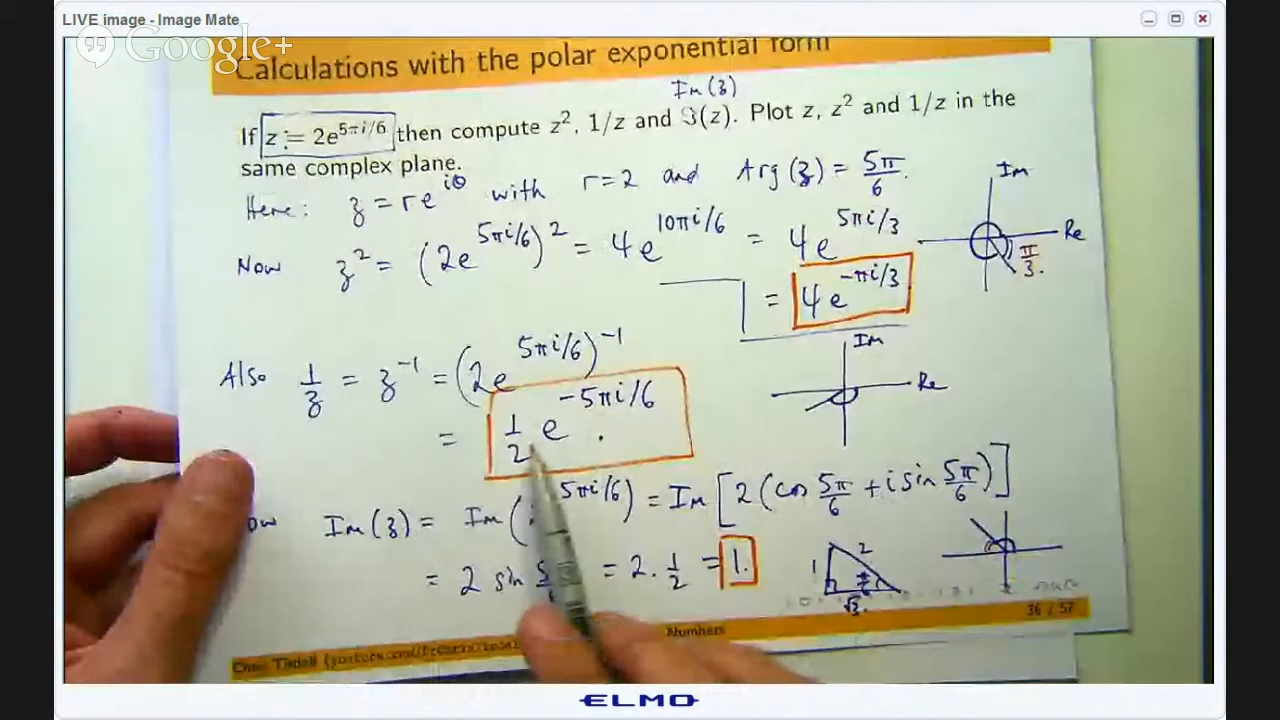 LIVE image - Image Mate
Google+
Calculations with the polar exponential form
Im(z)
If z := 2e^{5πi/6} then compute z², 1/z and ℑ(z). Plot z, z² and 1/z in the
same complex plane.
Here: z = re^{iθ} with r=2 and Arg(z) = 5π/6.
Now z² = (2e^{5πi/6})² = 4e^{10πi/6} = 4e^{5πi/3}
= 4e^{-πi/3}
Im
Re
π/3.
Also 1/z = z^{-1} = (2e^{5πi/6})^{-1}
= 1/2 e^{-5πi/6}.
Im
Re
Im(z) = Im( e^{5πi/6}) = Im[2(cos 5π/6 + i sin 5π/6)]
= 2 sin = 2. 1/2 = 1.
1
2
√3.
36 / 57
Numbers
ELMO